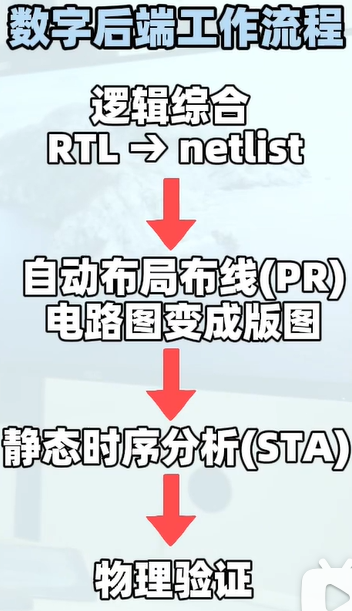 数字后端工作流程
逻辑综合
RTL → netlist
自动布局布线(PR)
电路图变成版图
静态时序分析(STA)
物理验证